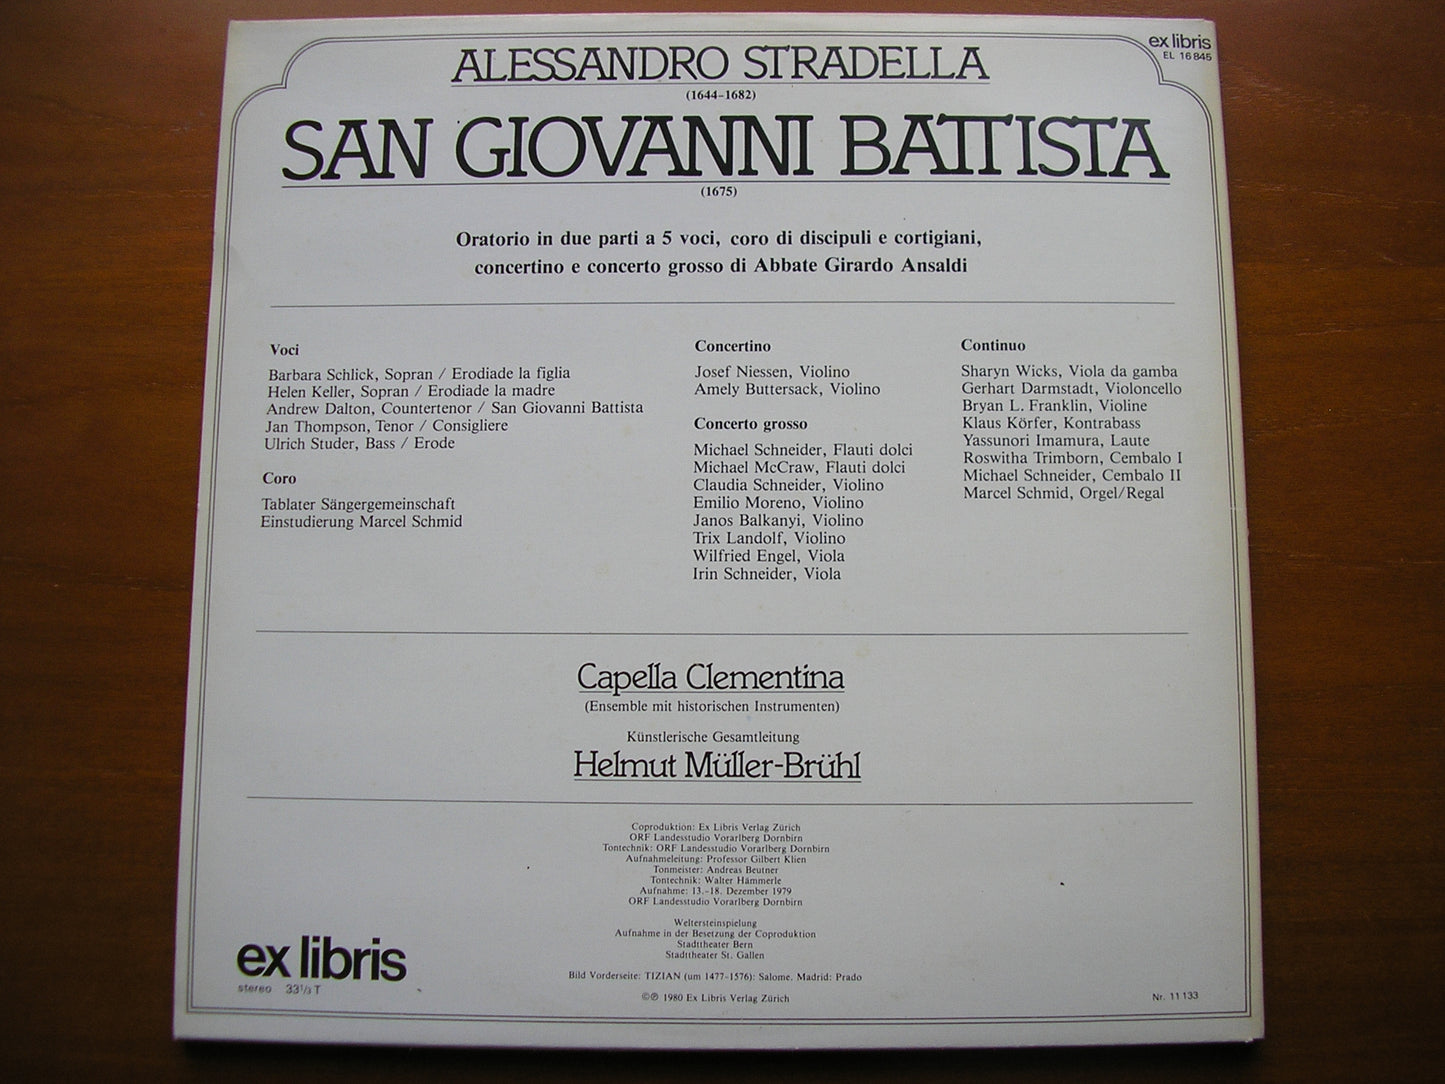 ex libris
EL 16 845
ALESSANDRO STRADELLA
(1644-1682)
SAN GIOVANNI BATTISTA
(1675)
Oratorio in due parti a 5 voci, coro di discipuli e cortigiani,
concertino e concerto grosso di Abbate Girardo Ansaldi
Voci
Barbara Schlick, Sopran / Erodiade la figlia
Helen Keller, Sopran / Erodiade la madre
Andrew Dalton, Countertenor / San Giovanni Battista
Jan Thompson, Tenor / Consigliere
Ulrich Studer, Bass / Erode
Coro
Tablater Sängergemeinschaft
Einstudierung Marcel Schmid
Concertino
Josef Niessen, Violino
Amely Buttersack, Violino
Concerto grosso
Michael Schneider, Flauti dolci
Michael McCraw, Flauti dolci
Claudia Schneider, Violino
Emilio Moreno, Violino
Janos Balkanyi, Violino
Trix Landolf, Violino
Wilfried Engel, Viola
Irin Schneider, Viola
Continuo
Sharyn Wicks, Viola da gamba
Gerhart Darmstadt, Violoncello
Bryan L. Franklin, Violine
Klaus Körfer, Kontrabass
Yassunori Imamura, Laute
Roswitha Trimborn, Cembalo I
Michael Schneider, Cembalo II
Marcel Schmid, Orgel/Regal
Capella Clementina
(Ensemble mit historischen Instrumenten)
Künstlerische Gesamtleitung
Helmut Müller-Brühl
Coproduktion: Ex Libris Verlag Zürich
ORF Landesstudio Vorarlberg Dornbirn
Tontechnik: ORF Landesstudio Vorarlberg Dornbirn
Aufnahmeleitung: Professor Gilbert Klien
Tonmeister: Andreas Beutner
Tontechnik: Walter Hämmerle
Aufnahme: 13.-18. Dezember 1979
ORF Landesstudio Vorarlberg Dornbirn
Weltersteinspielung
Aufnahme in der Besetzung der Coproduktion
Stadttheater Bern
Stadttheater St. Gallen
Bild Vorderseite: TIZIAN (um 1477-1576): Salome. Madrid: Prado
©℗ 1980 Ex Libris Verlag Zürich
ex libris
stereo 33⅓ T
Nr. 11 133